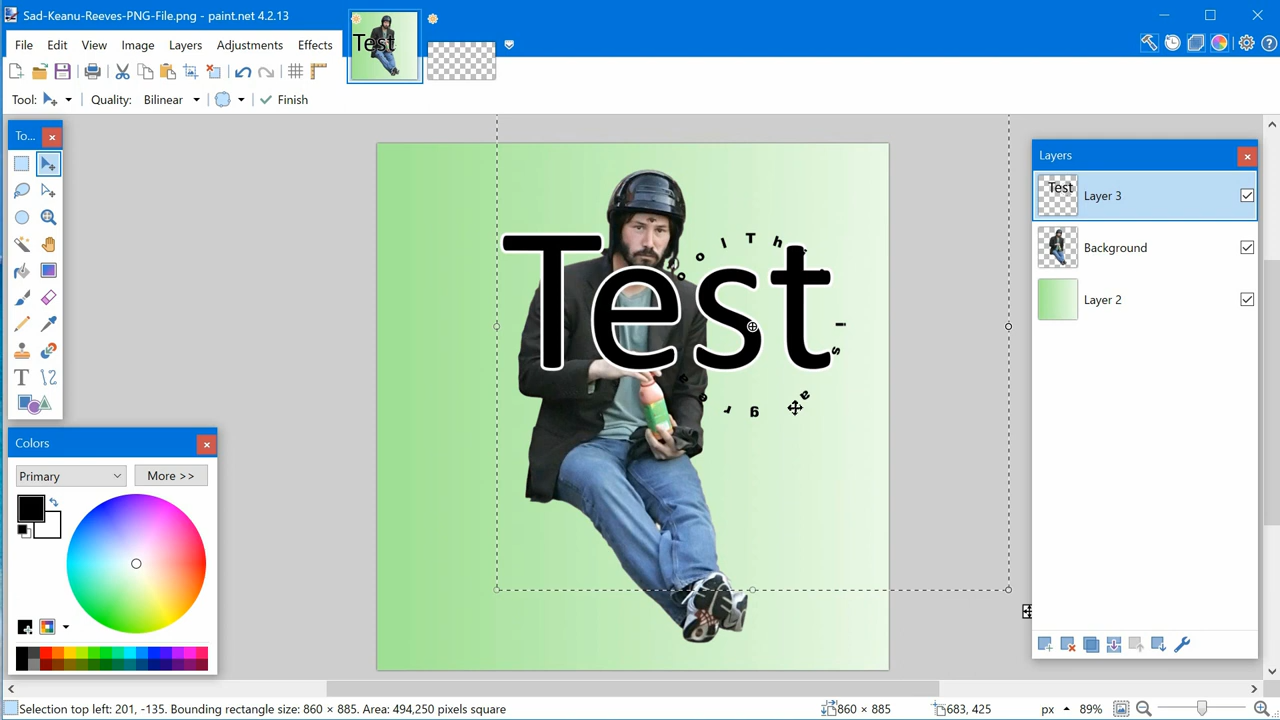 Sad-Keanu-Reeves-PNG-File.png - paint.net 4.2.13
File Edit View Image Layers Adjustments Effects
Test
Tool: Quality: Bilinear Finish
To...
Layers
Layer 3
Background
Layer 2
Test
Test
Colors
Primary
More >>
Selection top left: 201, -135. Bounding rectangle size: 860 × 885. Area: 494,250 pixels square
860 × 885
683, 425
px
89%